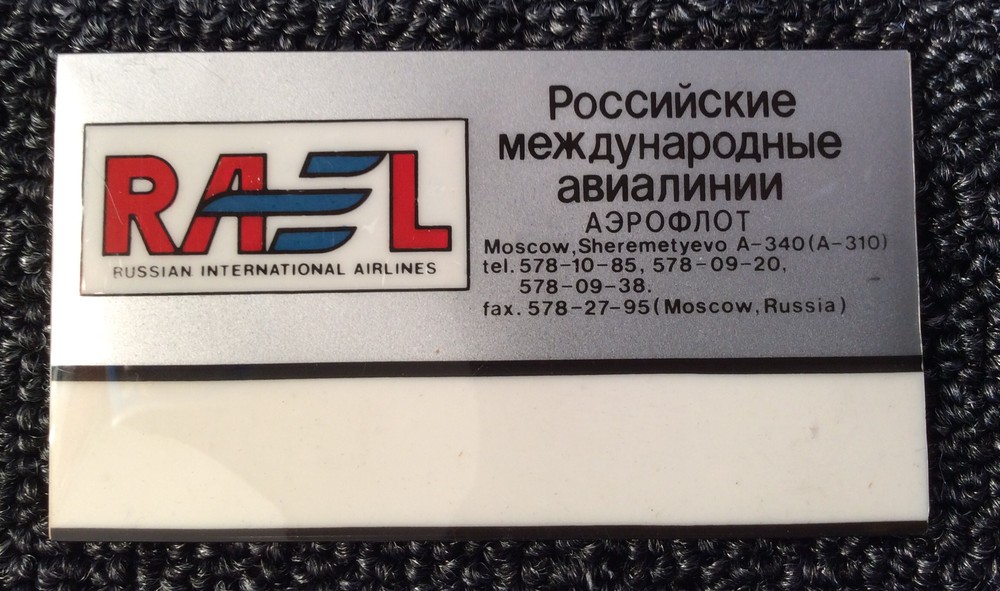 RAEL
RUSSIAN INTERNATIONAL AIRLINES
Российские
международные
авиалинии
АЭРОФЛОТ
Moscow, Sheremetyevo A-340(A-310)
tel. 578-10-85, 578-09-20,
578-09-38.
fax. 578-27-95(Moscow, Russia)